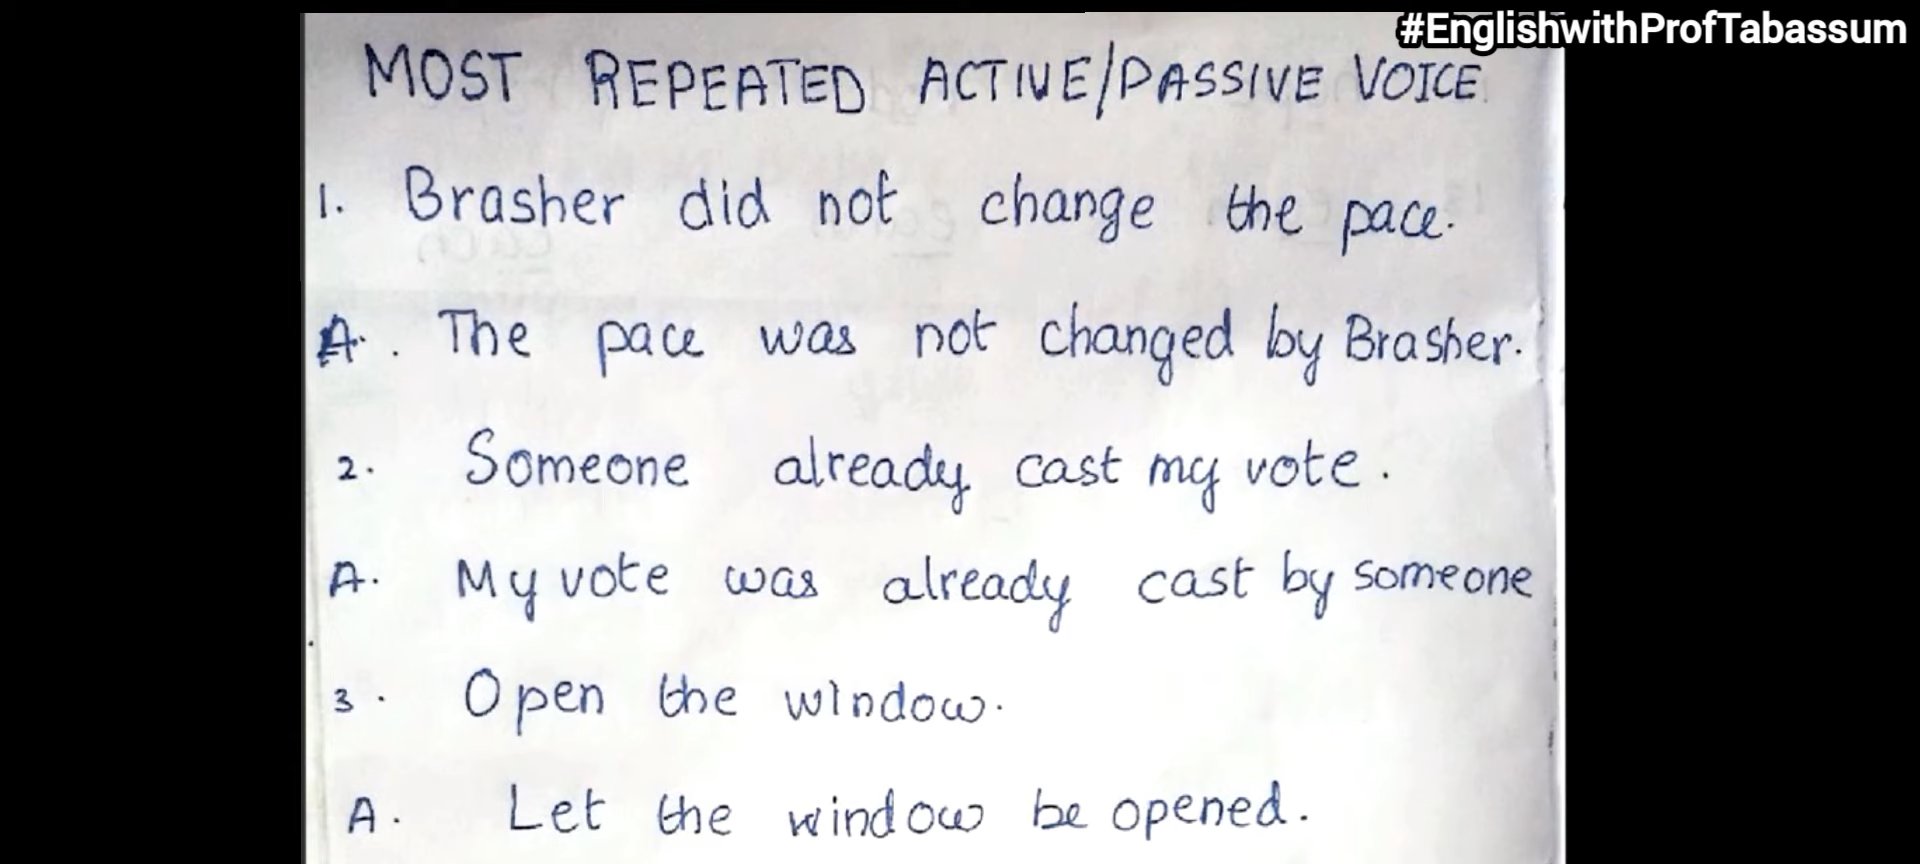 #EnglishwithProfTabassum
MOST REPEATED ACTIVE/PASSIVE VOICE
1. Brasher did not change the pace.
A. The pace was not changed by Brasher.
2. Someone already cast my vote.
A. My vote was already cast by someone
3. Open the window.
A. Let the window be opened.